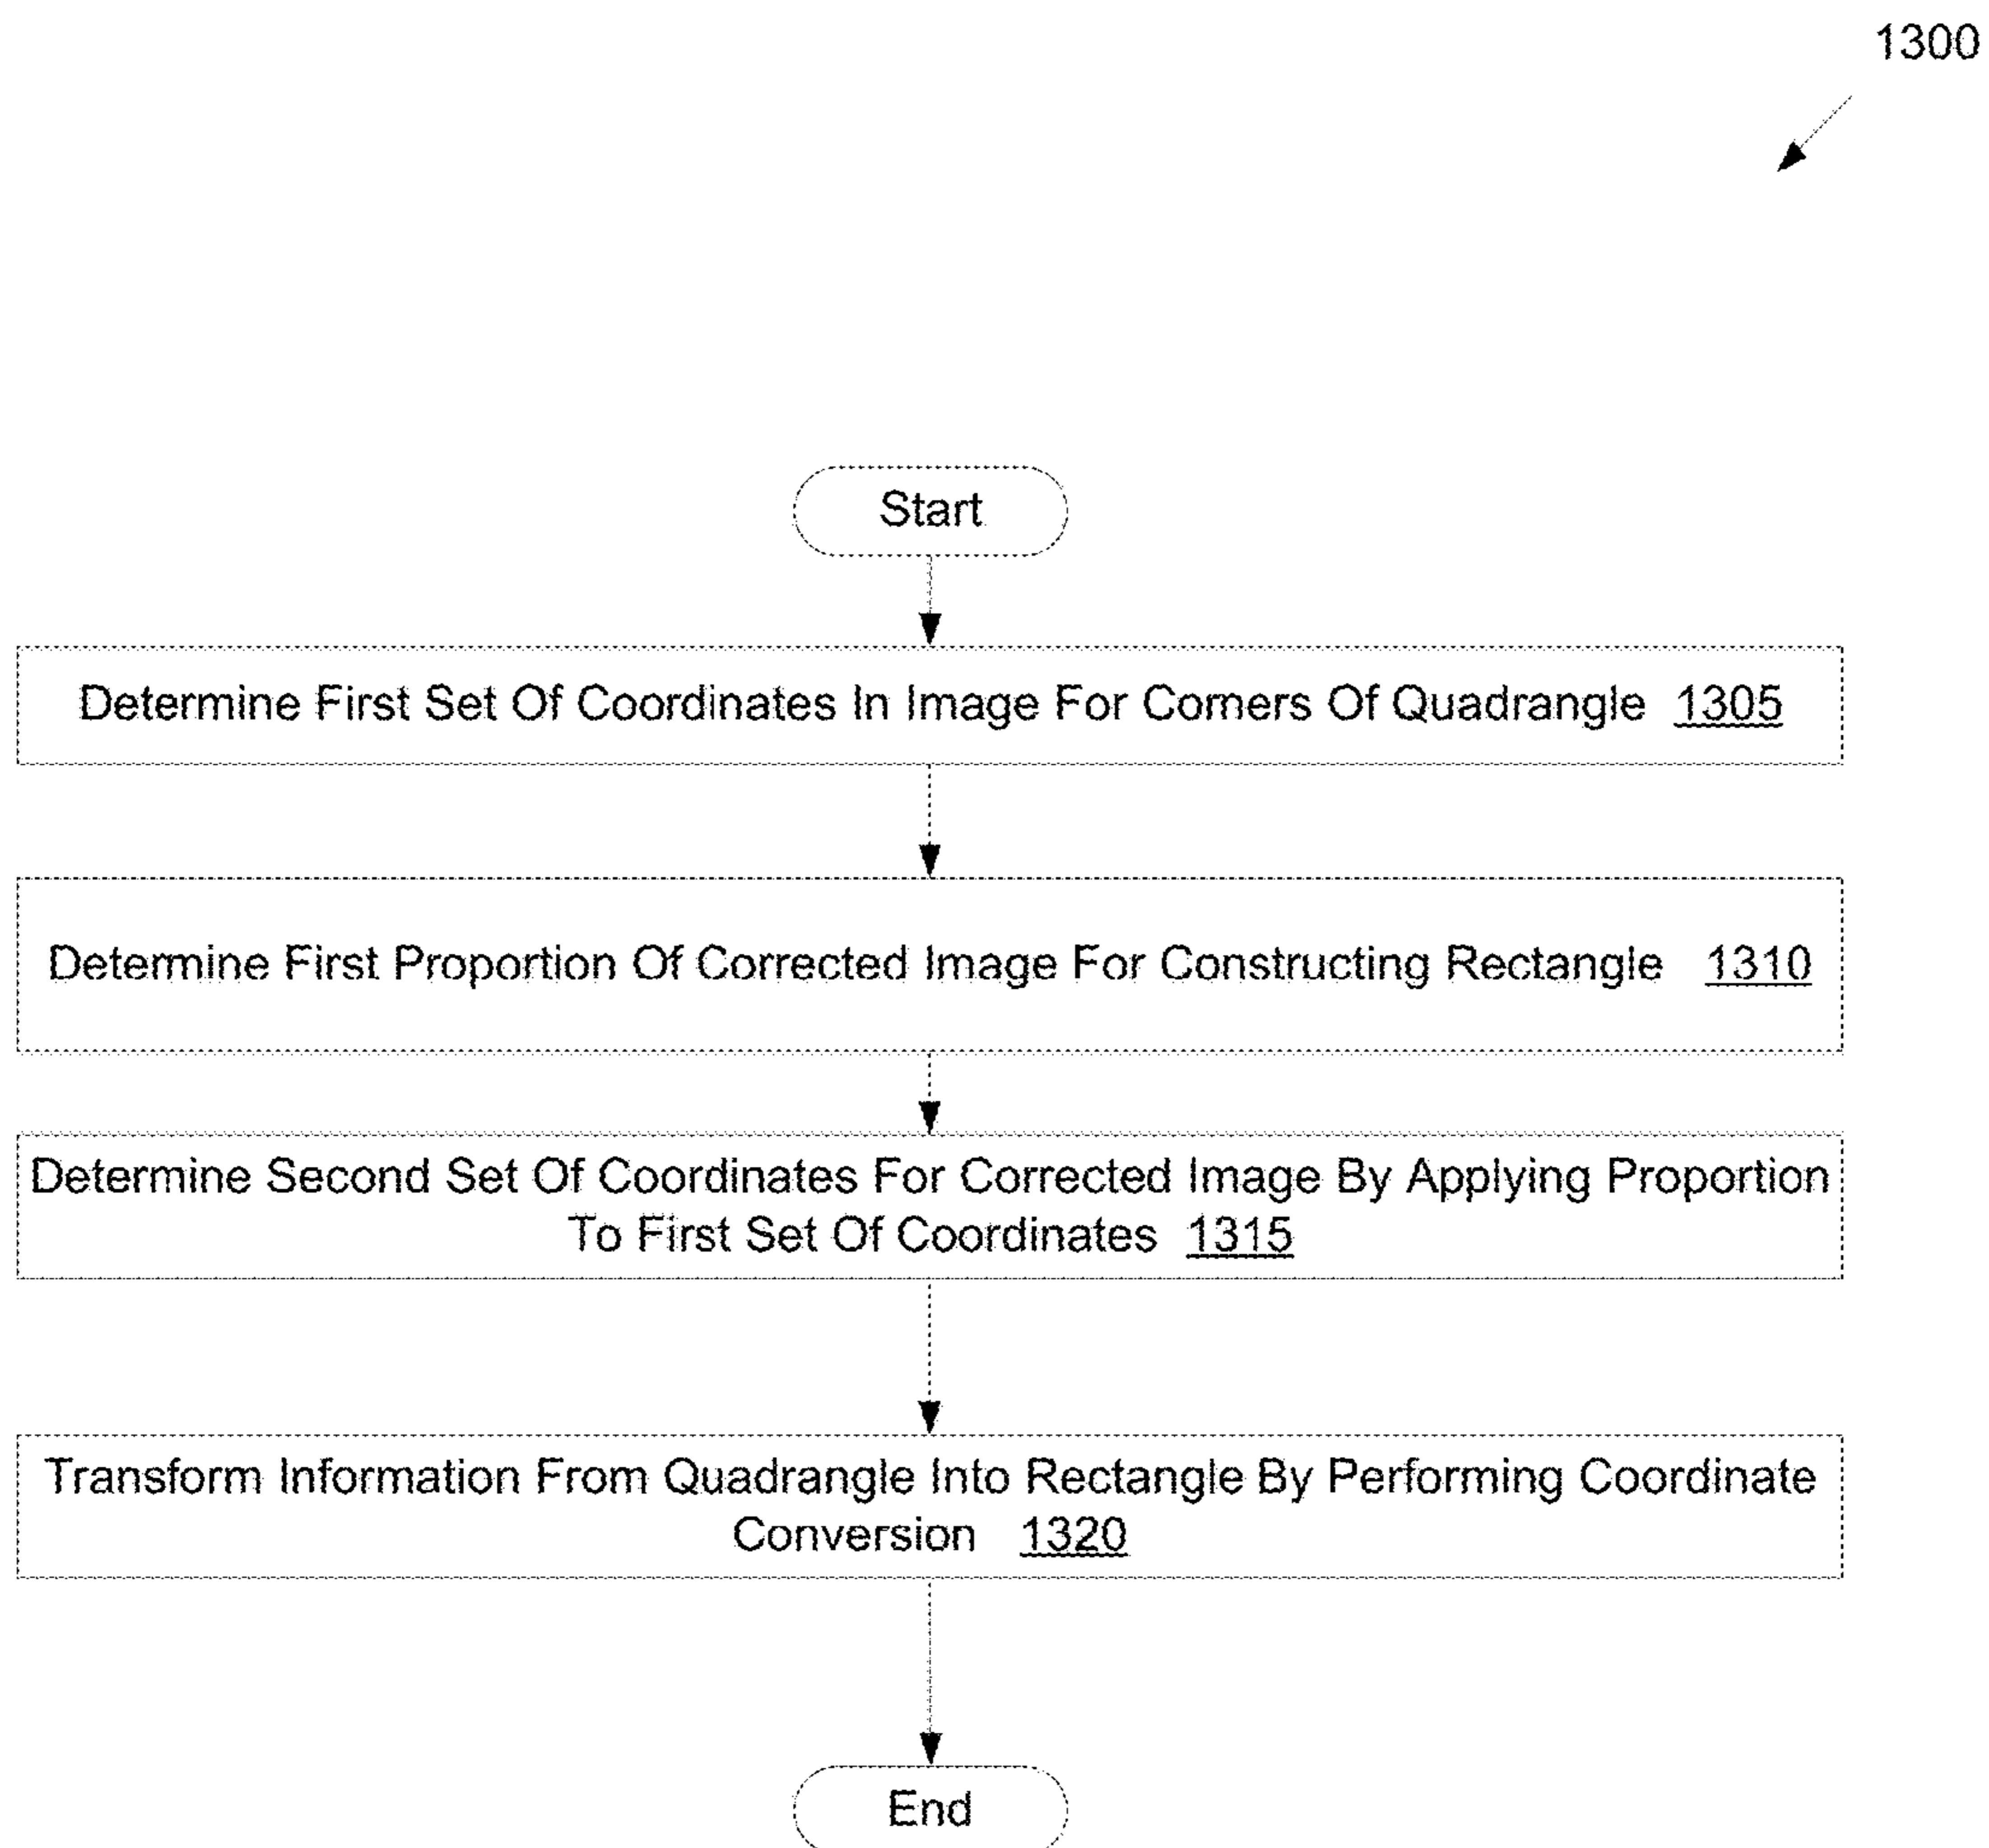 1300
Start
Determine First Set Of Coordinates In Image For Corners Of Quadrangle 1305
Determine First Proportion Of Corrected Image For Constructing Rectangle 1310
Determine Second Set Of Coordinates For Corrected Image By Applying Proportion
To First Set Of Coordinates 1315
Transform Information From Quadrangle Into Rectangle By Performing Coordinate
Conversion 1320
End